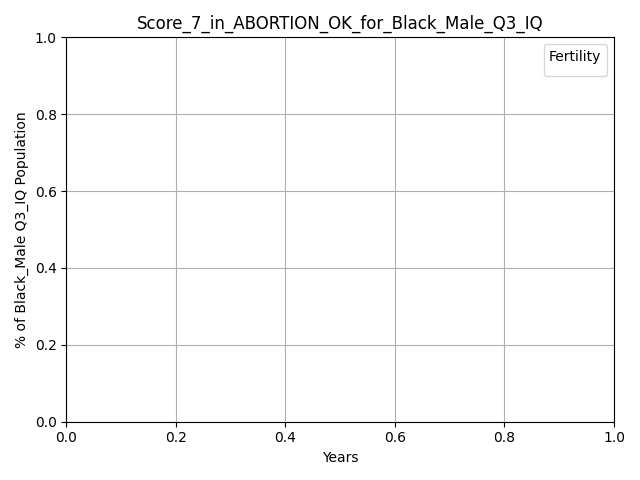 Score_7_in_ABORTION_OK_for_Black_Male_Q3_IQ
Fertility
% of Black_Male Q3_IQ Population
1.0
0.8
0.6
0.4
0.2
0.0
0.0 0.2 0.4 0.6 0.8 1.0
Years